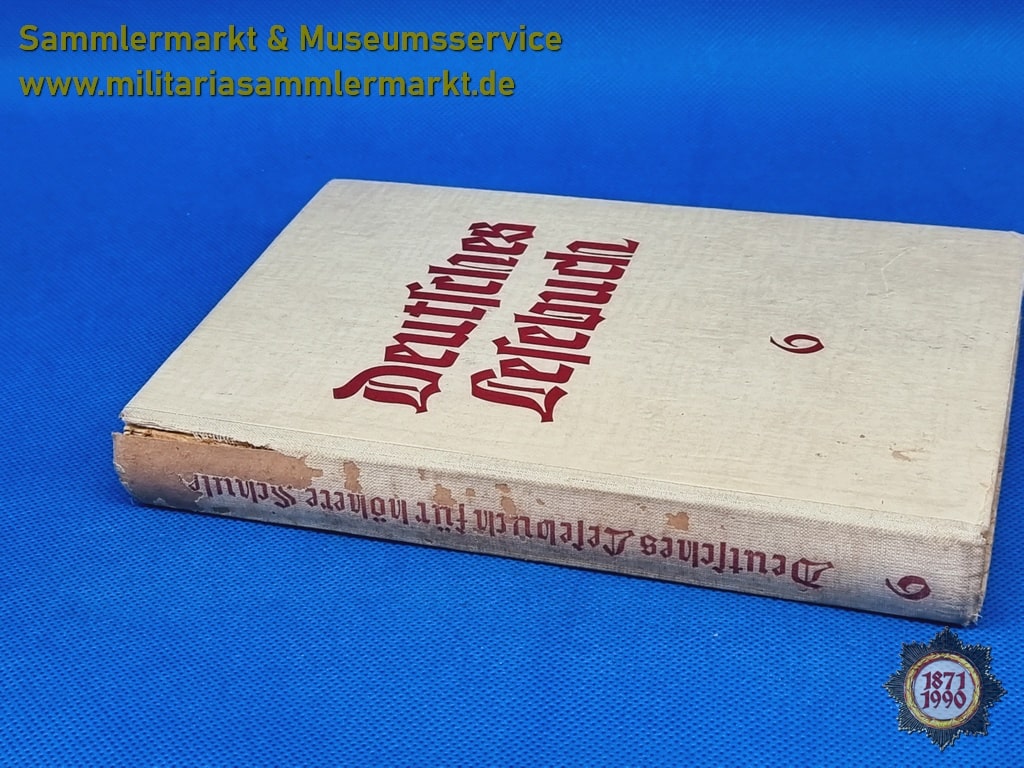 Sammlermarkt & Museumsservice
www.militariasammlermarkt.de
Deutſches
Leſebuch
6
Deutſches Leſebuch für höhere Schule
6
1871
1990